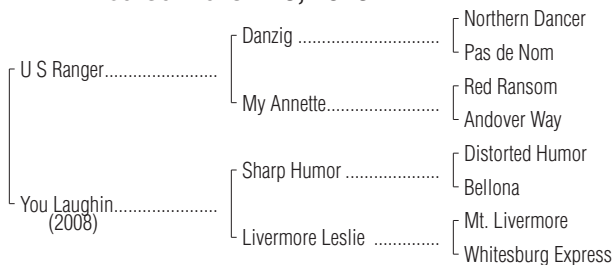 Northern Dancer
Danzig ................................
Pas de Nom
U S Ranger.........................
Red Ransom
My Annette.........................
Andover Way
Distorted Humor
Sharp Humor .....................
Bellona
You Laughin.......................
(2008)
Mt. Livermore
Livermore Leslie ..............
Whitesburg Express